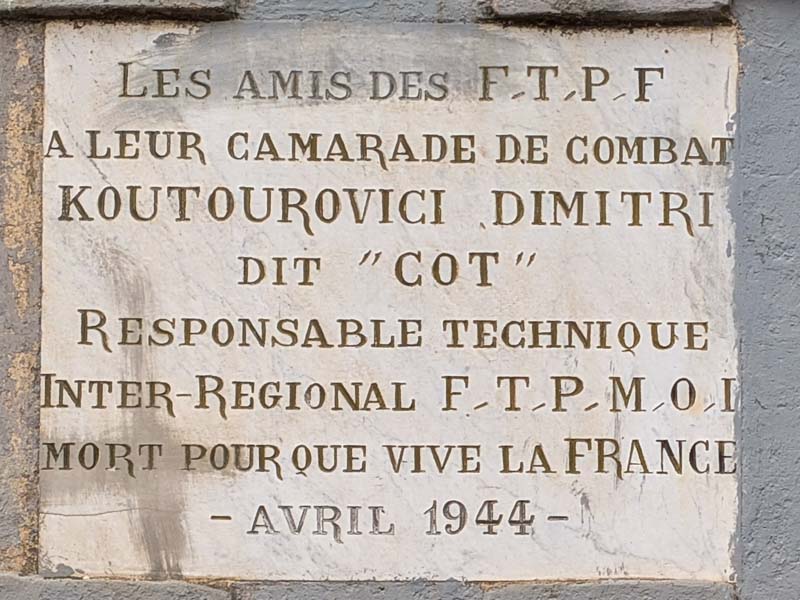 LES AMIS DES F.T.P.F
A LEUR CAMARADE DE COMBAT
KOUTOUROVICI DIMITRI
DIT "COT"
RESPONSABLE TECHNIQUE
INTER-REGIONAL F.T.P.M.O.I
MORT POUR QUE VIVE LA FRANCE
- AVRIL 1944 -